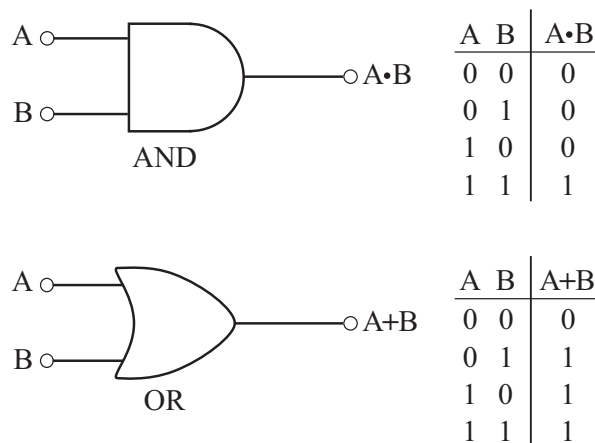 A
B
A•B
AND
A B A•B
0 0 0
0 1 0
1 0 0
1 1 1
A
B
A+B
OR
A B A+B
0 0 0
0 1 1
1 0 1
1 1 1